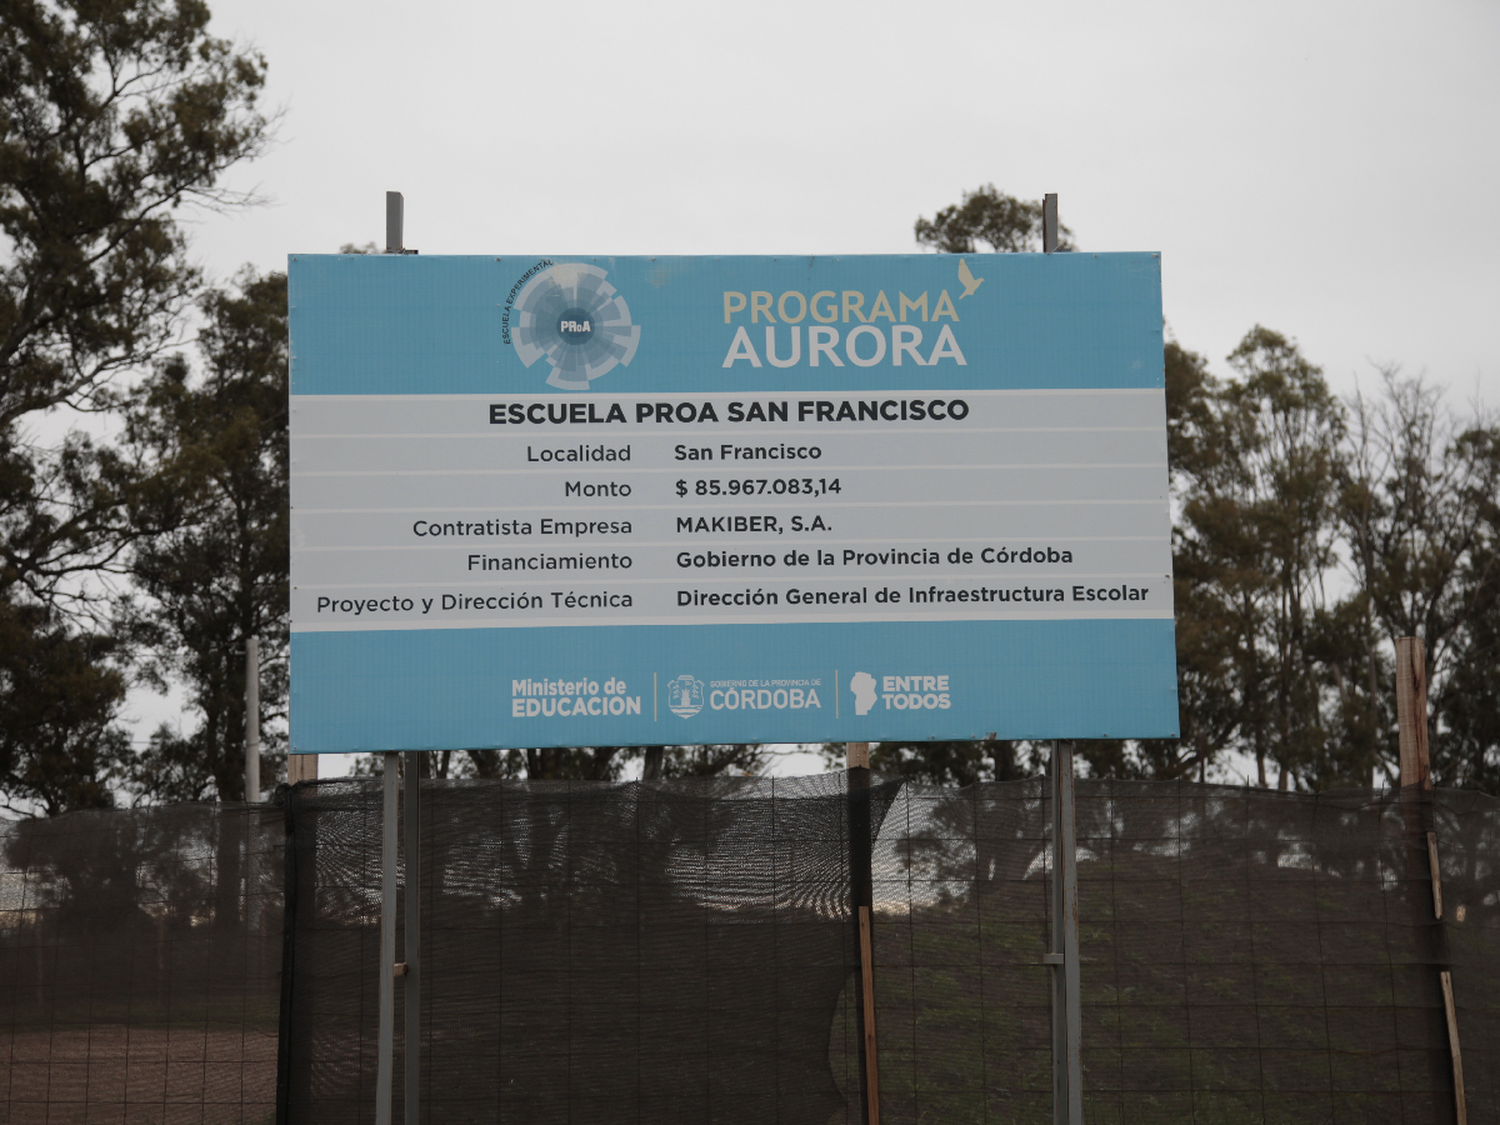 ESCUELA EXPERIMENTAL
PRoA
PROGRAMA
AURORA
ESCUELA PROA SAN FRANCISCO
Localidad San Francisco
Monto $ 85.967.083,14
Contratista Empresa MAKIBER, S.A.
Financiamiento Gobierno de la Provincia de Córdoba
Proyecto y Dirección Técnica Dirección General de Infraestructura Escolar
Ministerio de
EDUCACIÓN
GOBIERNO DE LA PROVINCIA DE
CÓRDOBA
ENTRE
TODOS